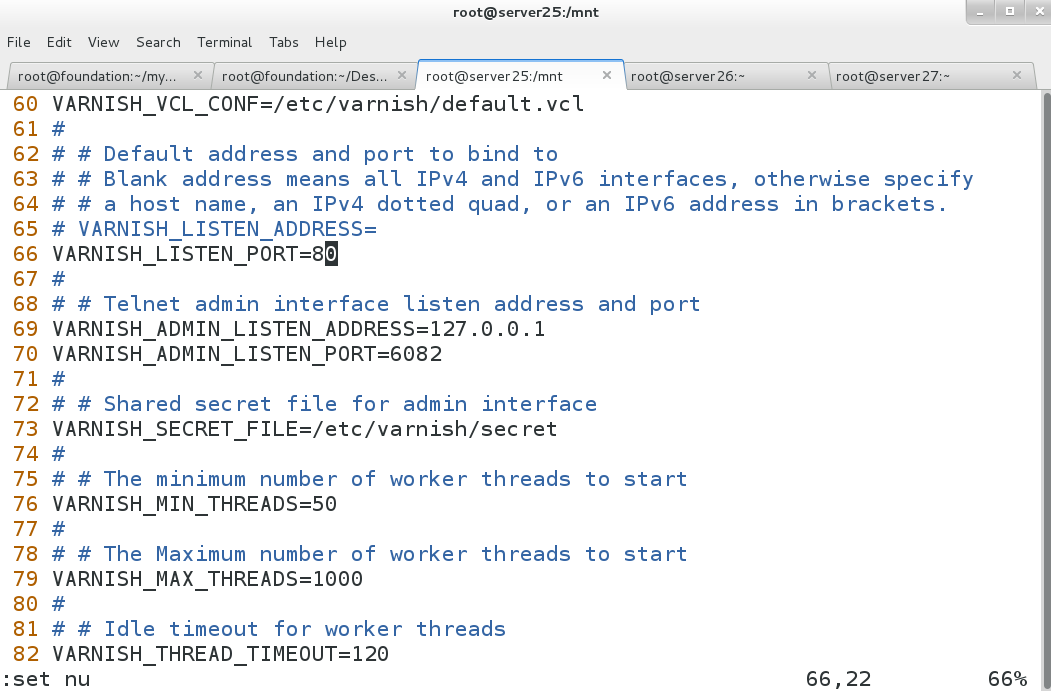 root@server25:/mnt
File Edit View Search Terminal Tabs Help
root@foundation:~/my... root@foundation:~/Des... root@server25:/mnt root@server26:~ root@server27:~
60 VARNISH_VCL_CONF=/etc/varnish/default.vcl
61 #
62 # # Default address and port to bind to
63 # # Blank address means all IPv4 and IPv6 interfaces, otherwise specify
64 # # a host name, an IPv4 dotted quad, or an IPv6 address in brackets.
65 # VARNISH_LISTEN_ADDRESS=
66 VARNISH_LISTEN_PORT=80
67 #
68 # # Telnet admin interface listen address and port
69 VARNISH_ADMIN_LISTEN_ADDRESS=127.0.0.1
70 VARNISH_ADMIN_LISTEN_PORT=6082
71 #
72 # # Shared secret file for admin interface
73 VARNISH_SECRET_FILE=/etc/varnish/secret
74 #
75 # # The minimum number of worker threads to start
76 VARNISH_MIN_THREADS=50
77 #
78 # # The Maximum number of worker threads to start
79 VARNISH_MAX_THREADS=1000
80 #
81 # # Idle timeout for worker threads
82 VARNISH_THREAD_TIMEOUT=120
:set nu 66,22 66%